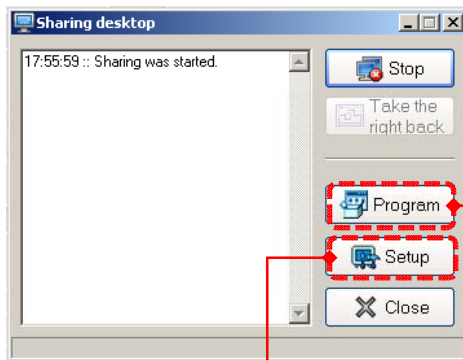 Sharing desktop
17:55:59 :: Sharing was started.
Stop
Take the
right back
Program
Setup
Close